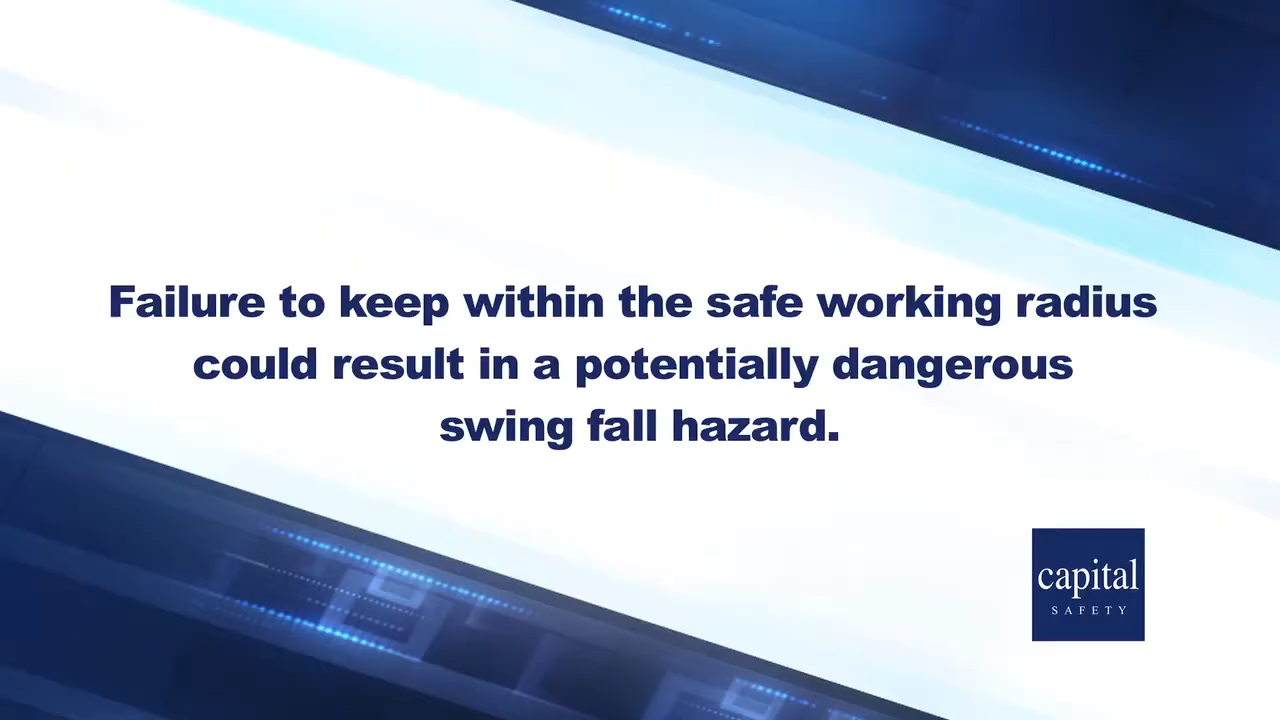 Failure to keep within the safe working radius
could result in a potentially dangerous
swing fall hazard.
capital
SAFETY